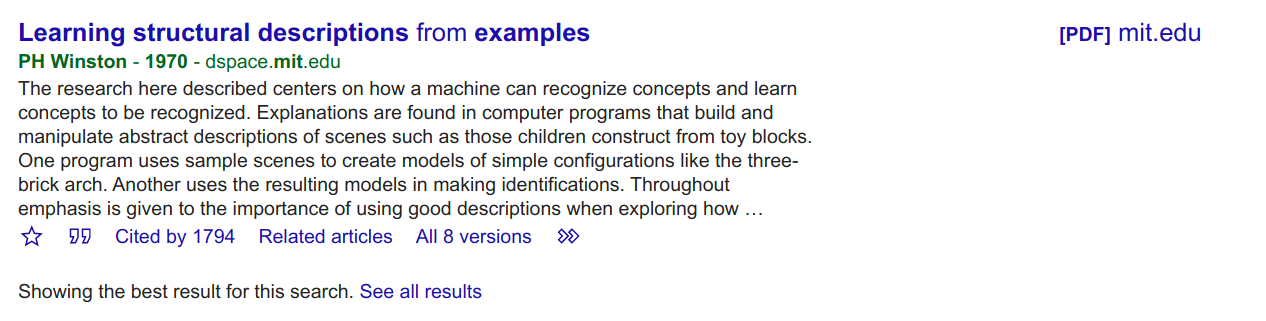 Learning structural descriptions from examples
[PDF] mit.edu
PH Winston - 1970 - dspace.mit.edu
The research here described centers on how a machine can recognize concepts and learn
concepts to be recognized. Explanations are found in computer programs that build and
manipulate abstract descriptions of scenes such as those children construct from toy blocks.
One program uses sample scenes to create models of simple configurations like the three-
brick arch. Another uses the resulting models in making identifications. Throughout
emphasis is given to the importance of using good descriptions when exploring how …
Cited by 1794 Related articles All 8 versions
Showing the best result for this search. See all results